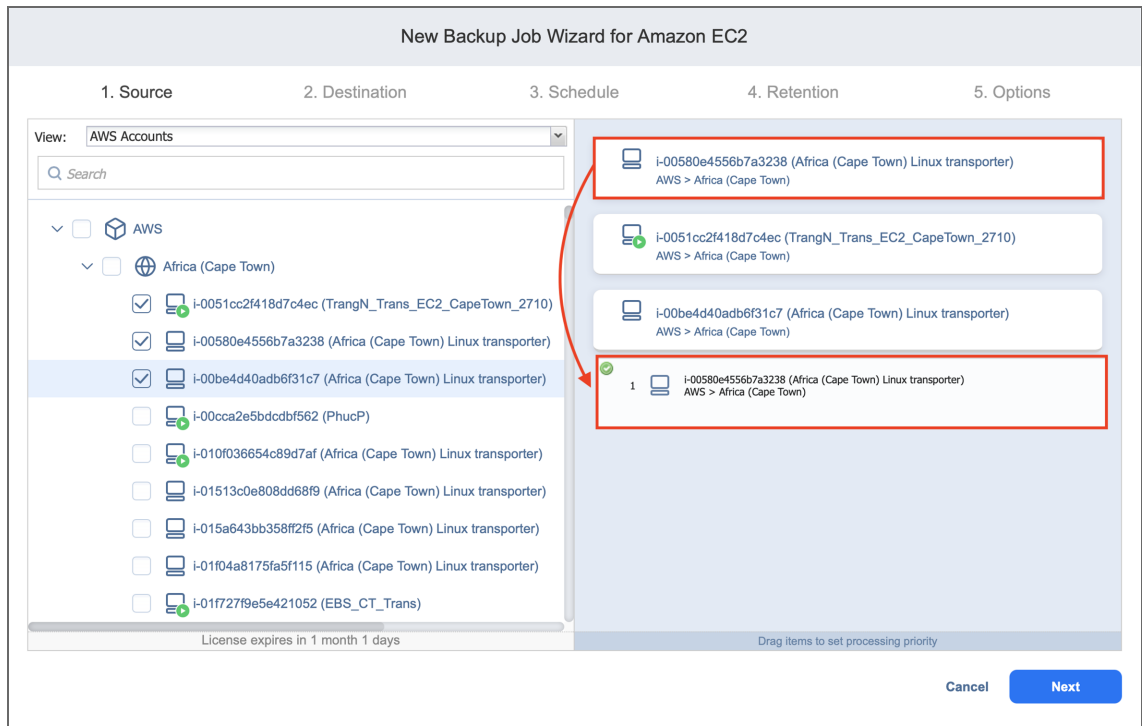 New Backup Job Wizard for Amazon EC2
1. Source
2. Destination
3. Schedule
4. Retention
5. Options
View:
AWS Accounts
Search
AWS
Africa (Cape Town)
i-0051cc2f418d7c4ec (TrangN_Trans_EC2_CapeTown_2710)
i-00580e4556b7a3238 (Africa (Cape Town) Linux transporter)
i-00be4d40adb6f31c7 (Africa (Cape Town) Linux transporter)
i-00cca2e5bdcdbf562 (PhucP)
i-010f036654c89d7af (Africa (Cape Town) Linux transporter)
i-01513c0e808dd68f9 (Africa (Cape Town) Linux transporter)
i-015a643bb358ff2f5 (Africa (Cape Town) Linux transporter)
i-01f04a8175fa5f115 (Africa (Cape Town) Linux transporter)
i-01f727f9e5e421052 (EBS_CT_Trans)
License expires in 1 month 1 days
i-00580e4556b7a3238 (Africa (Cape Town) Linux transporter)
AWS > Africa (Cape Town)
i-0051cc2f418d7c4ec (TrangN_Trans_EC2_CapeTown_2710)
AWS > Africa (Cape Town)
i-00be4d40adb6f31c7 (Africa (Cape Town) Linux transporter)
AWS > Africa (Cape Town)
1
i-00580e4556b7a3238 (Africa (Cape Town) Linux transporter)
AWS > Africa (Cape Town)
Drag items to set processing priority
Cancel
Next